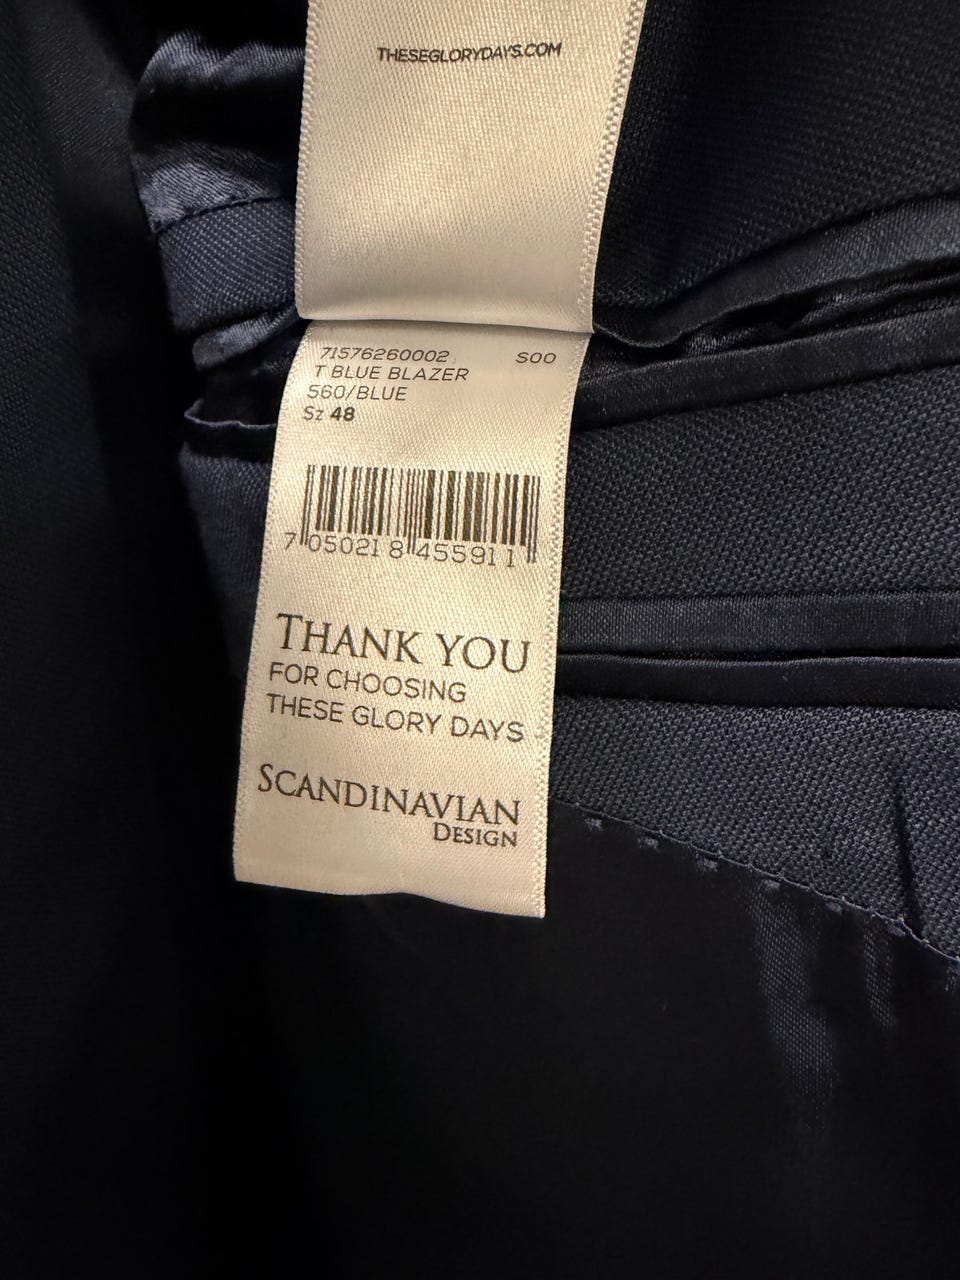 THESEGLORYDAYS.COM
71576260002 S00
T BLUE BLAZER
560/BLUE
Sz 48
7 050218 455911
THANK YOU
FOR CHOOSING
THESE GLORY DAYS
SCANDINAVIAN
DESIGN